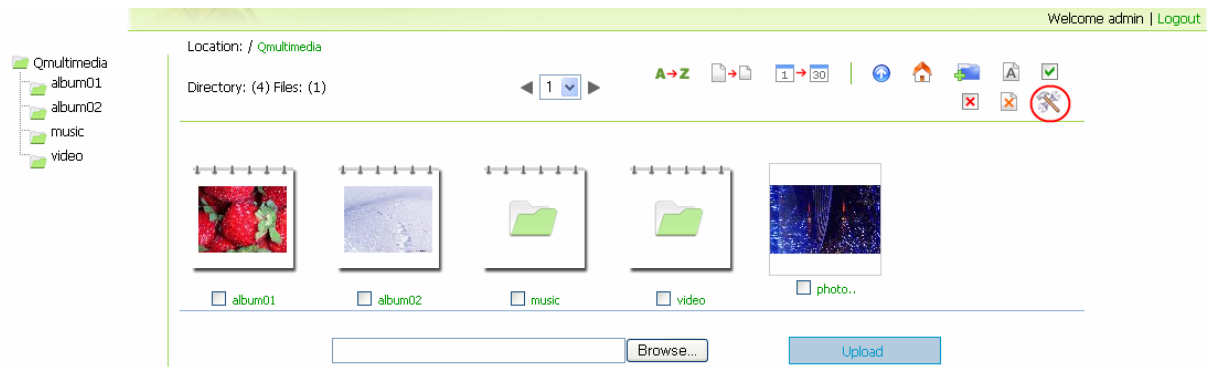 Welcome admin | Logout
Location: / Qmultimedia
Qmultimedia
album01
album02
music
video
Directory: (4) Files: (1)
1
A→Z
1→30
A
album01
album02
music
video
photo..
Browse...
Upload